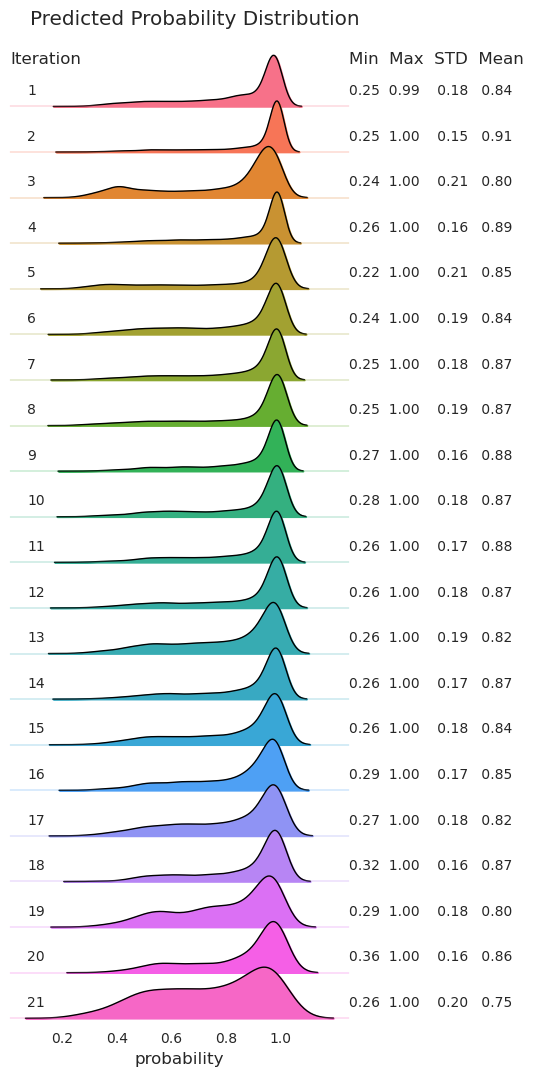 Predicted Probability Distribution
Iteration Min Max STD Mean
1 0.25 0.99 0.18 0.84
2 0.25 1.00 0.15 0.91
3 0.24 1.00 0.21 0.80
4 0.26 1.00 0.16 0.89
5 0.22 1.00 0.21 0.85
6 0.24 1.00 0.19 0.84
7 0.25 1.00 0.18 0.87
8 0.25 1.00 0.19 0.87
9 0.27 1.00 0.16 0.88
10 0.28 1.00 0.18 0.87
11 0.26 1.00 0.17 0.88
12 0.26 1.00 0.18 0.87
13 0.26 1.00 0.19 0.82
14 0.26 1.00 0.17 0.87
15 0.26 1.00 0.18 0.84
16 0.29 1.00 0.17 0.85
17 0.27 1.00 0.18 0.82
18 0.32 1.00 0.16 0.87
19 0.29 1.00 0.18 0.80
20 0.36 1.00 0.16 0.86
21 0.26 1.00 0.20 0.75
0.2 0.4 0.6 0.8 1.0
probability